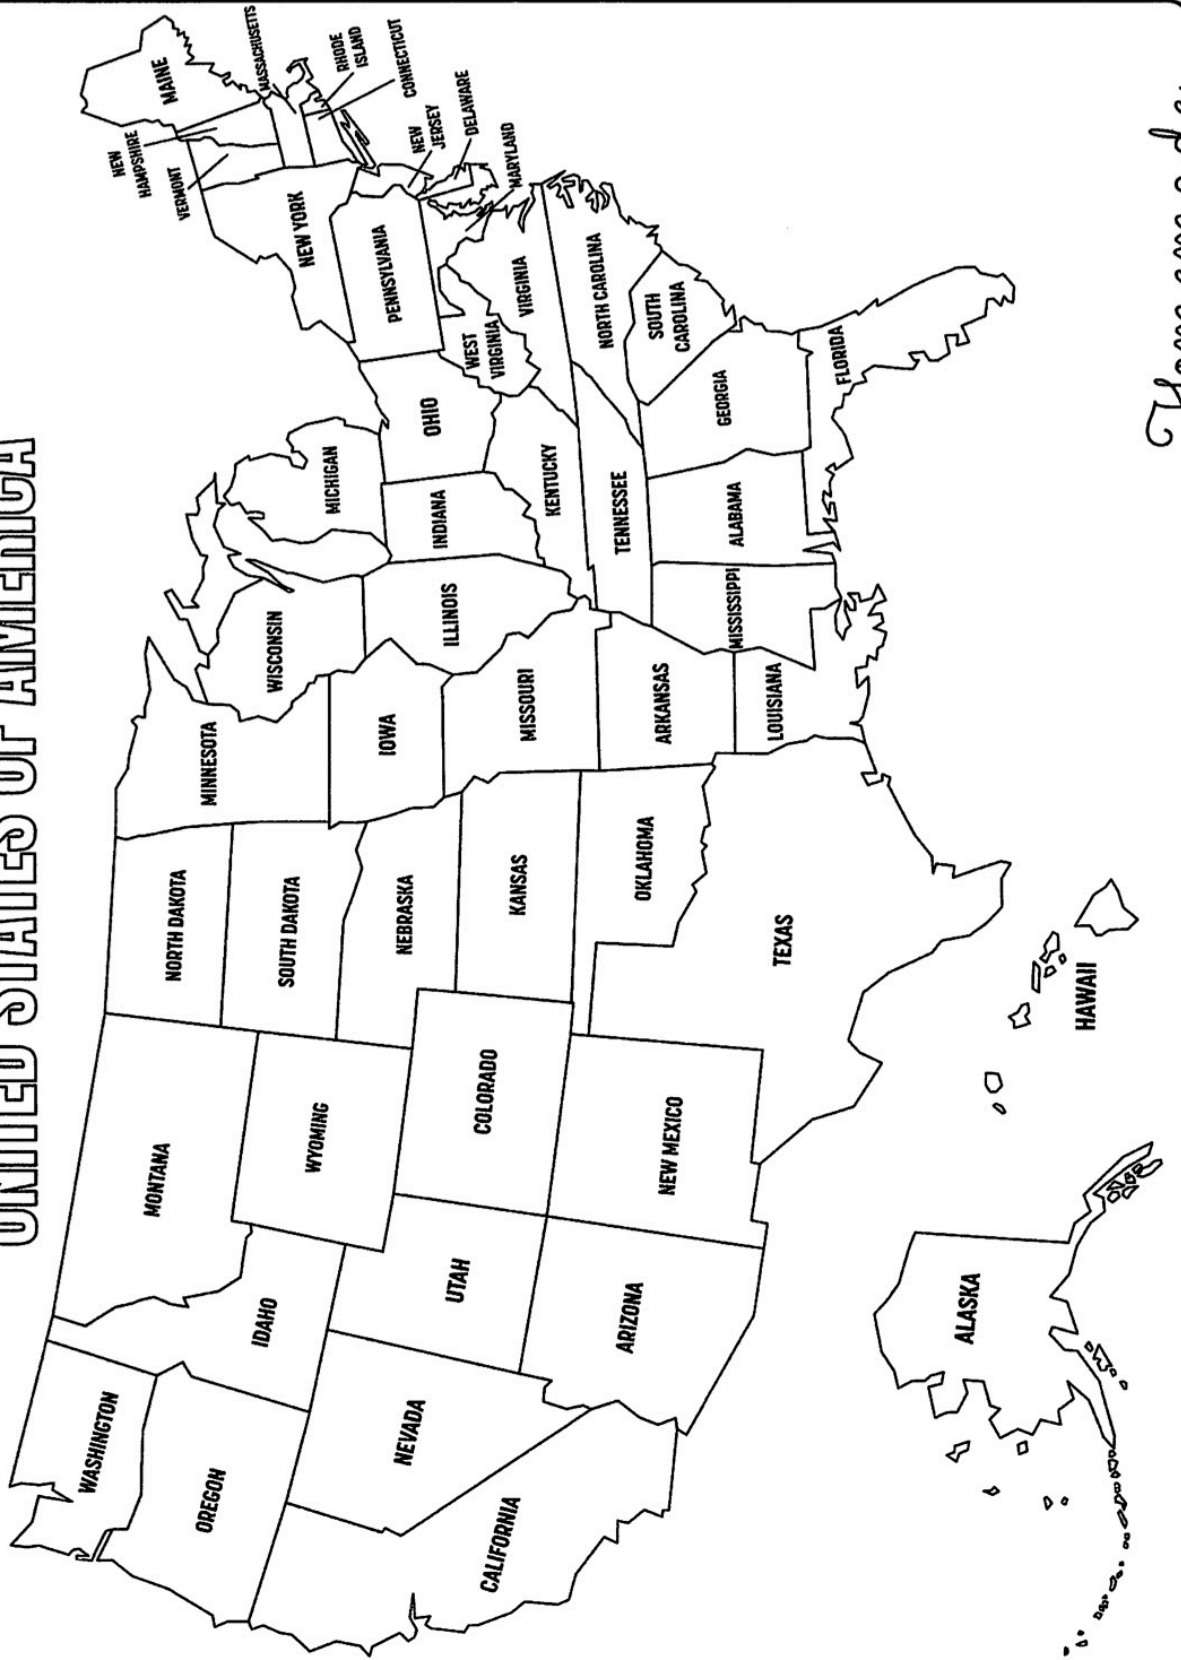 UNITED STATES OF AMERICA
WASHINGTON
OREGON
CALIFORNIA
NEVADA
IDAHO
MONTANA
WYOMING
UTAH
ARIZONA
COLORADO
NEW MEXICO
NORTH DAKOTA
SOUTH DAKOTA
NEBRASKA
KANSAS
OKLAHOMA
TEXAS
MINNESOTA
IOWA
MISSOURI
ARKANSAS
LOUISIANA
WISCONSIN
ILLINOIS
MISSISSIPPI
MICHIGAN
INDIANA
KENTUCKY
TENNESSEE
ALABAMA
OHIO
WEST
VIRGINIA
VIRGINIA
NORTH CAROLINA
SOUTH
CAROLINA
GEORGIA
FLORIDA
PENNSYLVANIA
NEW YORK
VERMONT
NEW
HAMPSHIRE
MAINE
MASSACHUSETTS
RHODE
ISLAND
CONNECTICUT
NEW
JERSEY
DELAWARE
MARYLAND
ALASKA
HAWAII